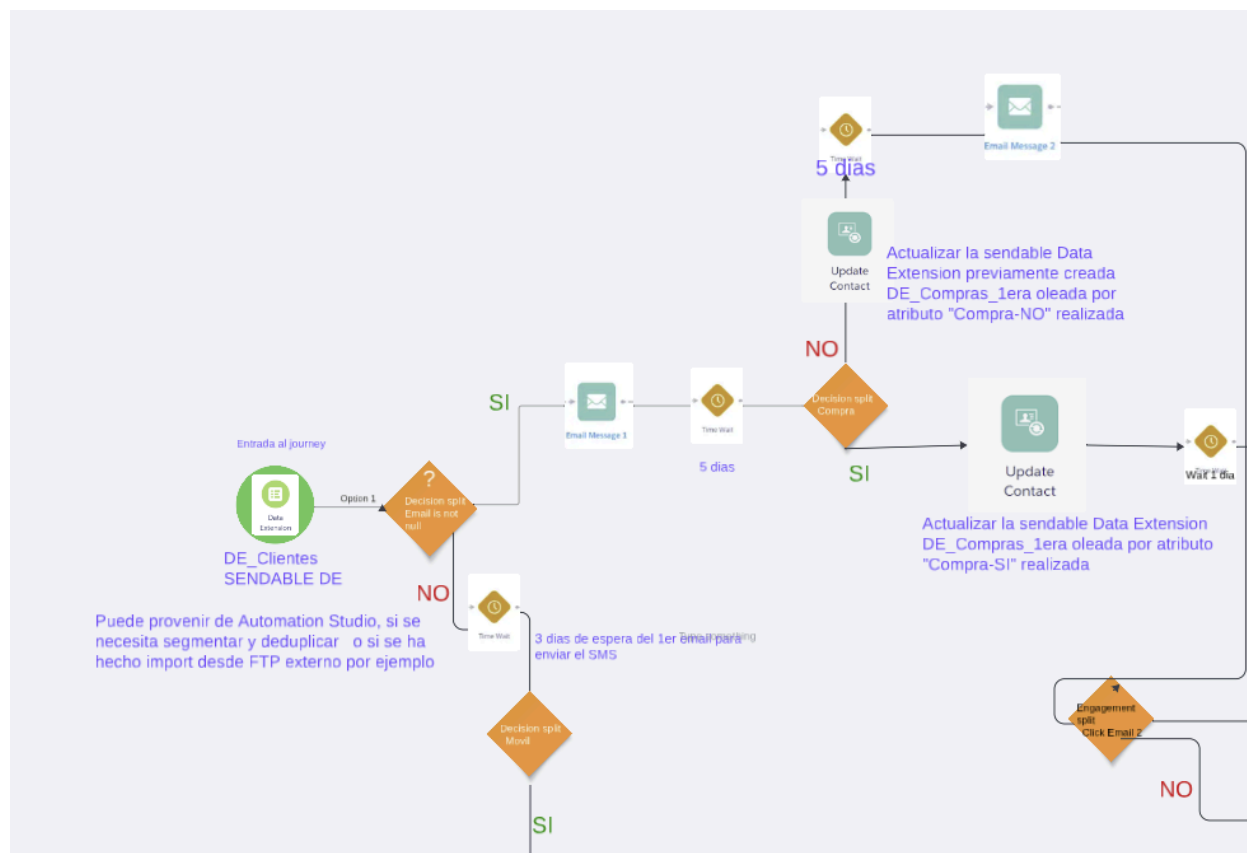 Email Message 2
Time Wait
5 dias
Update
Contact
Actualizar la sendable Data
Extension previamente creada
DE_Compras_1era oleada por
atributo "Compra-NO" realizada
NO
SI
Email Message 1
Time Wait
5 dias
Decision split
Compra
SI
Update
Contact
Wait 1 dia
Actualizar la sendable Data Extension
DE_Compras_1era oleada por atributo
"Compra-SI" realizada
Entrada al journey
Data
Extension
Option 1
?
Decision split
Email is not
null
DE_Clientes
SENDABLE DE
NO
Time Wait
Puede provenir de Automation Studio, si se
necesita segmentar y deduplicar o si se ha
hecho import desde FTP externo por ejemplo
3 dias de espera del 1er email para
enviar el SMS
Type something
Decision split
Movil
SI
Engagement
split
Click Email 2
NO